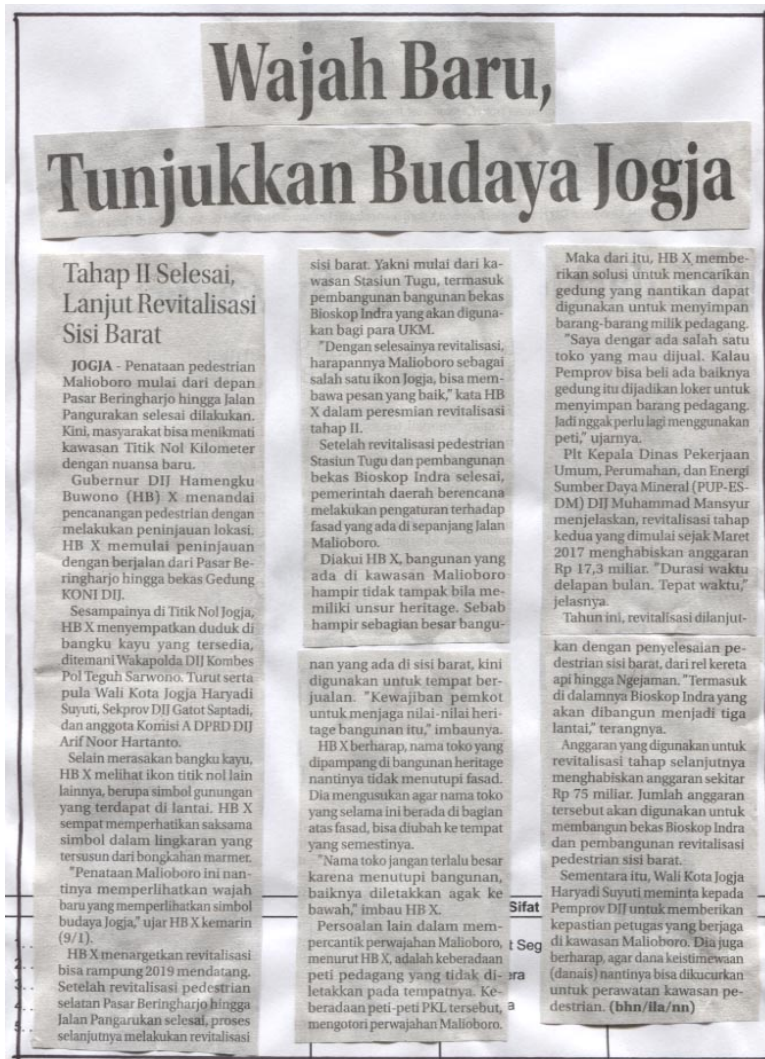 Wajah Baru,
Tunjukkan Budaya Jogja
Tahap II Selesai,
Lanjut Revitalisasi
Sisi Barat
JOGJA - Penataan pedestrian
Malioboro mulai dari depan
Pasar Beringharjo hingga Jalan
Pangurakan selesai dilakukan.
Kini, masyarakat bisa menikmati
kawasan Titik Nol Kilometer
dengan nuansa baru.
Gubernur DIJ Hamengku
Buwono (HB) X menandai
pencanangan pedestrian dengan
melakukan peninjauan lokasi.
HB X memulai peninjauan
dengan berjalan dari Pasar Be-
ringharjo hingga bekas Gedung
KONI DIJ.
Sesampainya di Titik Nol Jogja,
HB X menyempatkan duduk di
bangku kayu yang tersedia,
ditemani Wakapolda DIJ Kombes
Pol Teguh Sarwono. Turut serta
pula Wali Kota Jogja Haryadi
Suyuti, Sekprov DIJ Gatot Saptadi,
dan anggota Komisi A DPRD DIJ
Arif Noor Hartanto.
Selain merasakan bangku kayu,
HB X melihat ikon titik nol lain
lainnya, berupa simbol gunungan
yang terdapat di lantai. HB X
sempat memperhatikan saksama
simbol dalam lingkaran yang
tersusun dari bongkahan marmer.
"Penataan Malioboro ini nan-
tinya memperlihatkan wajah
baru yang memperlihatkan simbol
budaya Jogja," ujar HB X kemarin
(9/1).
HB X menargetkan revitalisasi
bisa rampung 2019 mendatang.
Setelah revitalisasi pedestrian
selatan Pasar Beringharjo hingga
Jalan Pangarukan selesai, proses
selanjutnya melakukan revitalisasi
sisi barat. Yakni mulai dari ka-
wasan Stasiun Tugu, termasuk
pembangunan bangunan bekas
Bioskop Indra yang akan diguna-
kan bagi para UKM.
"Dengan selesainya revitalisasi,
harapannya Malioboro sebagai
salah satu ikon Jogja, bisa mem-
bawa pesan yang baik," kata HB
X dalam peresmian revitalisasi
tahap II.
Setelah revitalisasi pedestrian
Stasiun Tugu dan pembangunan
bekas Bioskop Indra selesai,
pemerintah daerah berencana
melakukan pengaturan terhadap
fasad yang ada di sepanjang Jalan
Malioboro.
Diakui HB X, bangunan yang
ada di kawasan Malioboro
hampir tidak tampak bila me-
miliki unsur heritage. Sebab
hampir sebagian besar bangu-
nan yang ada di sisi barat, kini
digunakan untuk tempat ber-
jualan. "Kewajiban pemkot
untuk menjaga nilai-nilai heri-
tage bangunan itu," imbaunya.
HB X berharap, nama toko yang
dipampang di bangunan heritage
nantinya tidak menutupi fasad.
Dia mengusukan agar nama toko
yang selama ini berada di bagian
atas fasad, bisa diubah ke tempat
yang semestinya.
"Nama toko jangan terlalu besar
karena menutupi bangunan,
baiknya diletakkan agak ke
bawah," imbau HB X.
Persoalan lain dalam mem-
percantik perwajahan Malioboro,
menurut HB X, adalah keberadaan
peti pedagang yang tidak di-
letakkan pada tempatnya. Ke-
beradaan peti-peti PKL tersebut,
mengotori perwajahan Malioboro.
Maka dari itu, HB X membe-
rikan solusi untuk mencarikan
gedung yang nantikan dapat
digunakan untuk menyimpan
barang-barang milik pedagang.
"Saya dengar ada salah satu
toko yang mau dijual. Kalau
Pemprov bisa beli ada baiknya
gedung itu dijadikan loker untuk
menyimpan barang pedagang.
Jadi nggak perlu lagi menggunakan
peti," ujarnya.
Plt Kepala Dinas Pekerjaan
Umum, Perumahan, dan Energi
Sumber Daya Mineral (PUP-ES-
DM) DIJ Muhammad Mansyur
menjelaskan, revitalisasi tahap
kedua yang dimulai sejak Maret
2017 menghabiskan anggaran
Rp 17,3 miliar. "Durasi waktu
delapan bulan. Tepat waktu,"
jelasnya.
Tahun ini, revitalisasi dilanjut-
kan dengan penyelesaian pe-
destrian sisi barat, dari rel kereta
api hingga Ngejaman. "Termasuk
di dalamnya Bioskop Indra yang
akan dibangun menjadi tiga
lantai," terangnya.
Anggaran yang digunakan untuk
revitalisasi tahap selanjutnya
menghabiskan anggaran sekitar
Rp 75 miliar. Jumlah anggaran
tersebut akan digunakan untuk
membangun bekas Bioskop Indra
dan pembangunan revitalisasi
pedestrian sisi barat.
Sementara itu, Wali Kota Jogja
Haryadi Suyuti meminta kepada
Pemprov DIJ untuk memberikan
kepastian petugas yang berjaga
di kawasan Malioboro. Dia juga
berharap, agar dana keistimewaan
(danais) nantinya bisa dikucurkan
untuk perawatan kawasan pe-
destrian. (bhn/ila/nn)
Sifat